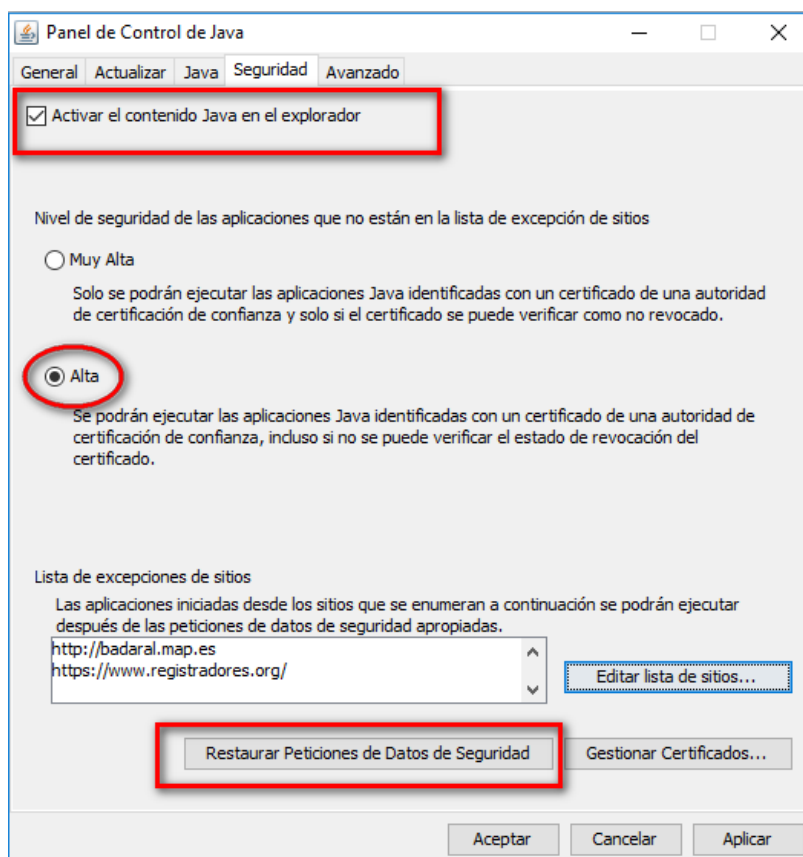 Panel de Control de Java
General Actualizar Java Seguridad Avanzado
Activar el contenido Java en el explorador
Nivel de seguridad de las aplicaciones que no están en la lista de excepción de sitios
Muy Alta
Solo se podrán ejecutar las aplicaciones Java identificadas con un certificado de una autoridad
de certificación de confianza y solo si el certificado se puede verificar como no revocado.
Alta
Se podrán ejecutar las aplicaciones Java identificadas con un certificado de una autoridad de
certificación de confianza, incluso si no se puede verificar el estado de revocación del
certificado.
Lista de excepciones de sitios
Las aplicaciones iniciadas desde los sitios que se enumeran a continuación se podrán ejecutar
después de las peticiones de datos de seguridad apropiadas.
http://badaral.map.es
https://www.registradores.org/
Editar lista de sitios...
Restaurar Peticiones de Datos de Seguridad Gestionar Certificados...
Aceptar Cancelar Aplicar